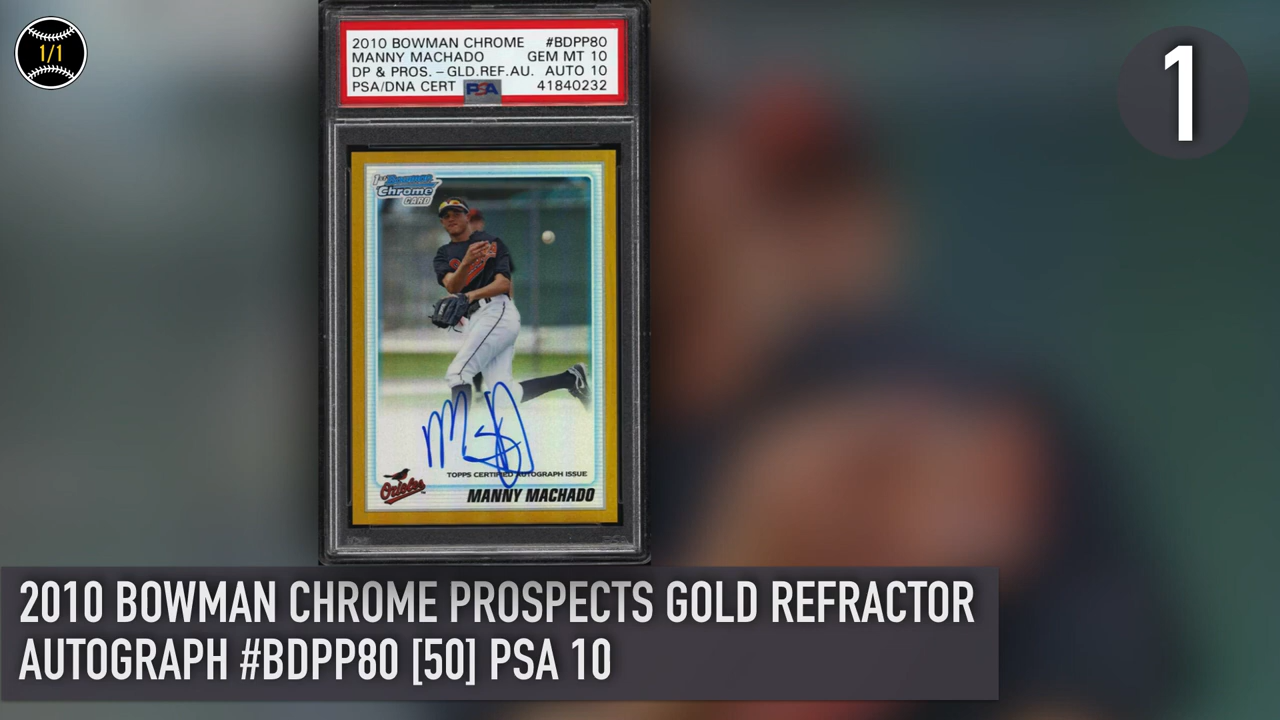 1/1
1
2010 BOWMAN CHROME #BDPP80
MANNY MACHADO GEM MT 10
DP & PROS. – GLD.REF.AU. AUTO 10
PSA/DNA CERT PSA 41840232
1st Bowman
Chrome
CARD
TOPPS CERTIFIED AUTOGRAPH ISSUE
Orioles
MANNY MACHADO
2010 BOWMAN CHROME PROSPECTS GOLD REFRACTOR
AUTOGRAPH #BDPP80 [50] PSA 10